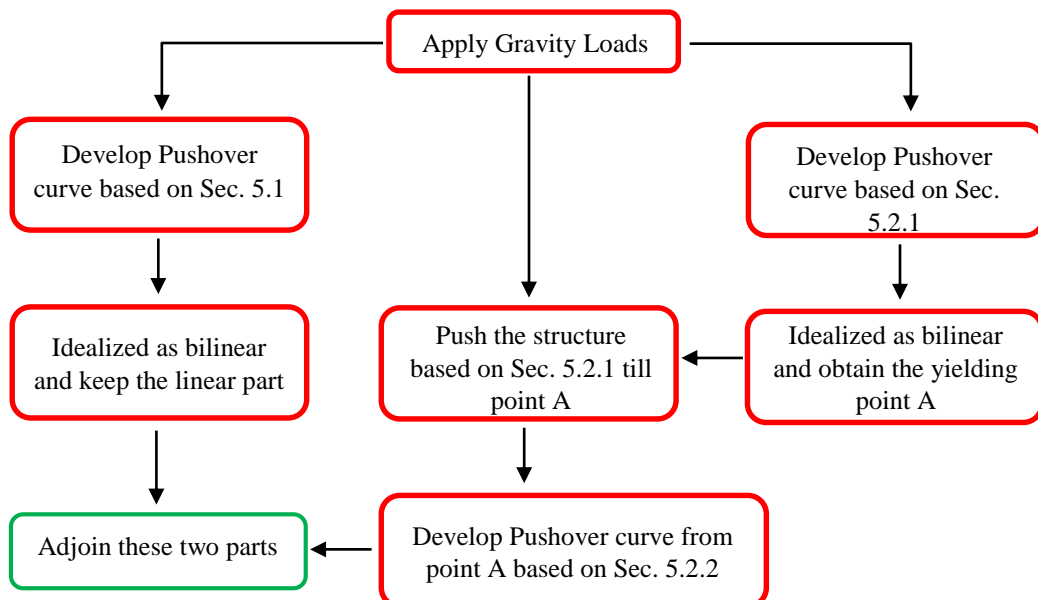 Apply Gravity Loads
Develop Pushover
curve based on Sec. 5.1
Develop Pushover
curve based on Sec.
5.2.1
Idealized as bilinear
and keep the linear part
Push the structure
based on Sec. 5.2.1 till
point A
Idealized as bilinear
and obtain the yielding
point A
Adjoin these two parts
Develop Pushover curve from
point A based on Sec. 5.2.2